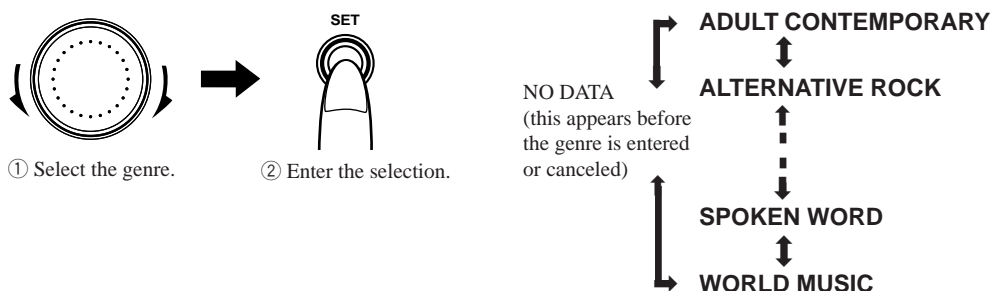 SET
① Select the genre.
② Enter the selection.
NO DATA
(this appears before
the genre is entered
or canceled)
ADULT CONTEMPORARY
ALTERNATIVE ROCK
SPOKEN WORD
WORLD MUSIC